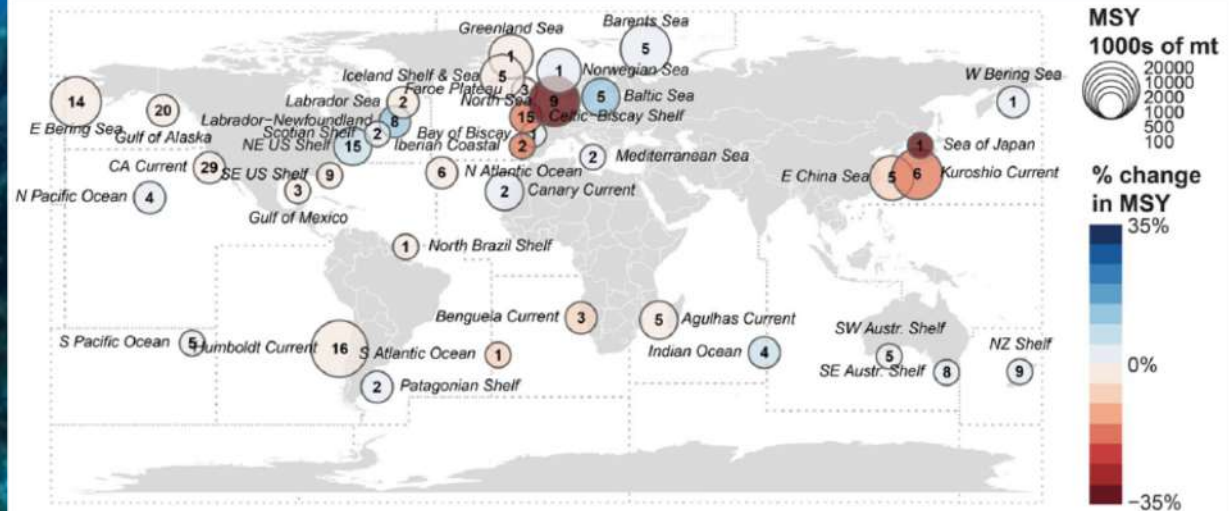 Barents Sea
Greenland Sea
1
5
Iceland Shelf & Sea
5
1
Norwegian Sea
W Bering Sea
14
Faroe Plateau
3
E Bering Sea
20
Gulf of Alaska
Labrador Sea
2
North Sea
9
5
Baltic Sea
1
Labrador-Newfoundland
8
15
Celtic-Biscay Shelf
Scotian Shelf
2
Bay of Biscay
NE US Shelf
15
Iberian Coastal
2
2
Mediterranean Sea
1
Sea of Japan
CA Current
29
SE US Shelf
9
6
N Atlantic Ocean
E China Sea
5
6
Kuroshio Current
N Pacific Ocean
4
3
Gulf of Mexico
2
Canary Current
1
North Brazil Shelf
Benguela Current
3
5
Agulhas Current
SW Austr. Shelf
S Pacific Ocean
5
Humboldt Current
16
S Atlantic Ocean
1
Indian Ocean
4
5
NZ Shelf
SE Austr. Shelf
8
9
2
Patagonian Shelf
MSY
1000s of mt
20000
10000
2000
1000
500
100
% change
in MSY
35%
0%
−35%